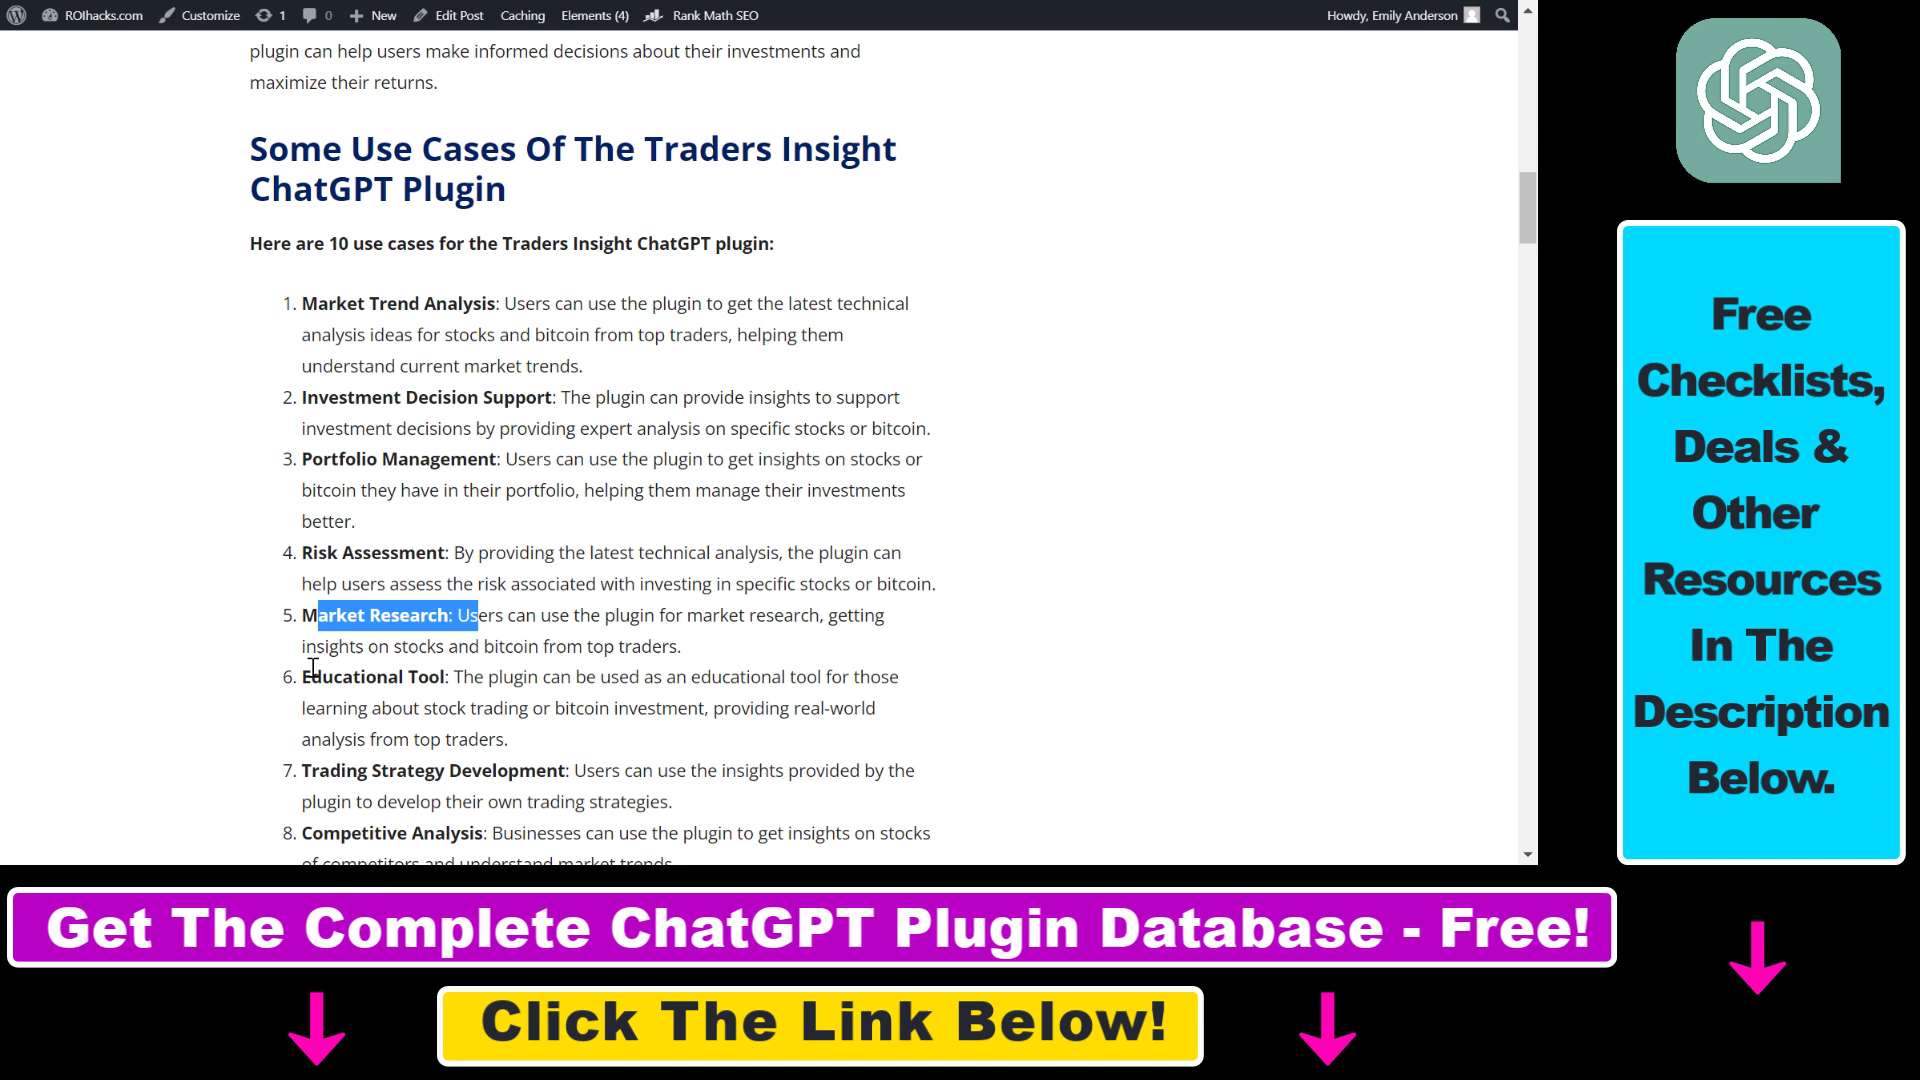 ROIhacks.com Customize 1 0 New Edit Post Caching Elements (4) Rank Math SEO Howdy, Emily Anderson
plugin can help users make informed decisions about their investments and
maximize their returns.
Some Use Cases Of The Traders Insight
ChatGPT Plugin
Here are 10 use cases for the Traders Insight ChatGPT plugin:
1. Market Trend Analysis: Users can use the plugin to get the latest technical
analysis ideas for stocks and bitcoin from top traders, helping them
understand current market trends.
2. Investment Decision Support: The plugin can provide insights to support
investment decisions by providing expert analysis on specific stocks or bitcoin.
3. Portfolio Management: Users can use the plugin to get insights on stocks or
bitcoin they have in their portfolio, helping them manage their investments
better.
4. Risk Assessment: By providing the latest technical analysis, the plugin can
help users assess the risk associated with investing in specific stocks or bitcoin.
5. Market Research: Users can use the plugin for market research, getting
insights on stocks and bitcoin from top traders.
6. Educational Tool: The plugin can be used as an educational tool for those
learning about stock trading or bitcoin investment, providing real-world
analysis from top traders.
7. Trading Strategy Development: Users can use the insights provided by the
plugin to develop their own trading strategies.
8. Competitive Analysis: Businesses can use the plugin to get insights on stocks
of competitors and understand market trends.
Free
Checklists,
Deals &
Other
Resources
In The
Description
Below.
Get The Complete ChatGPT Plugin Database - Free!
Click The Link Below!